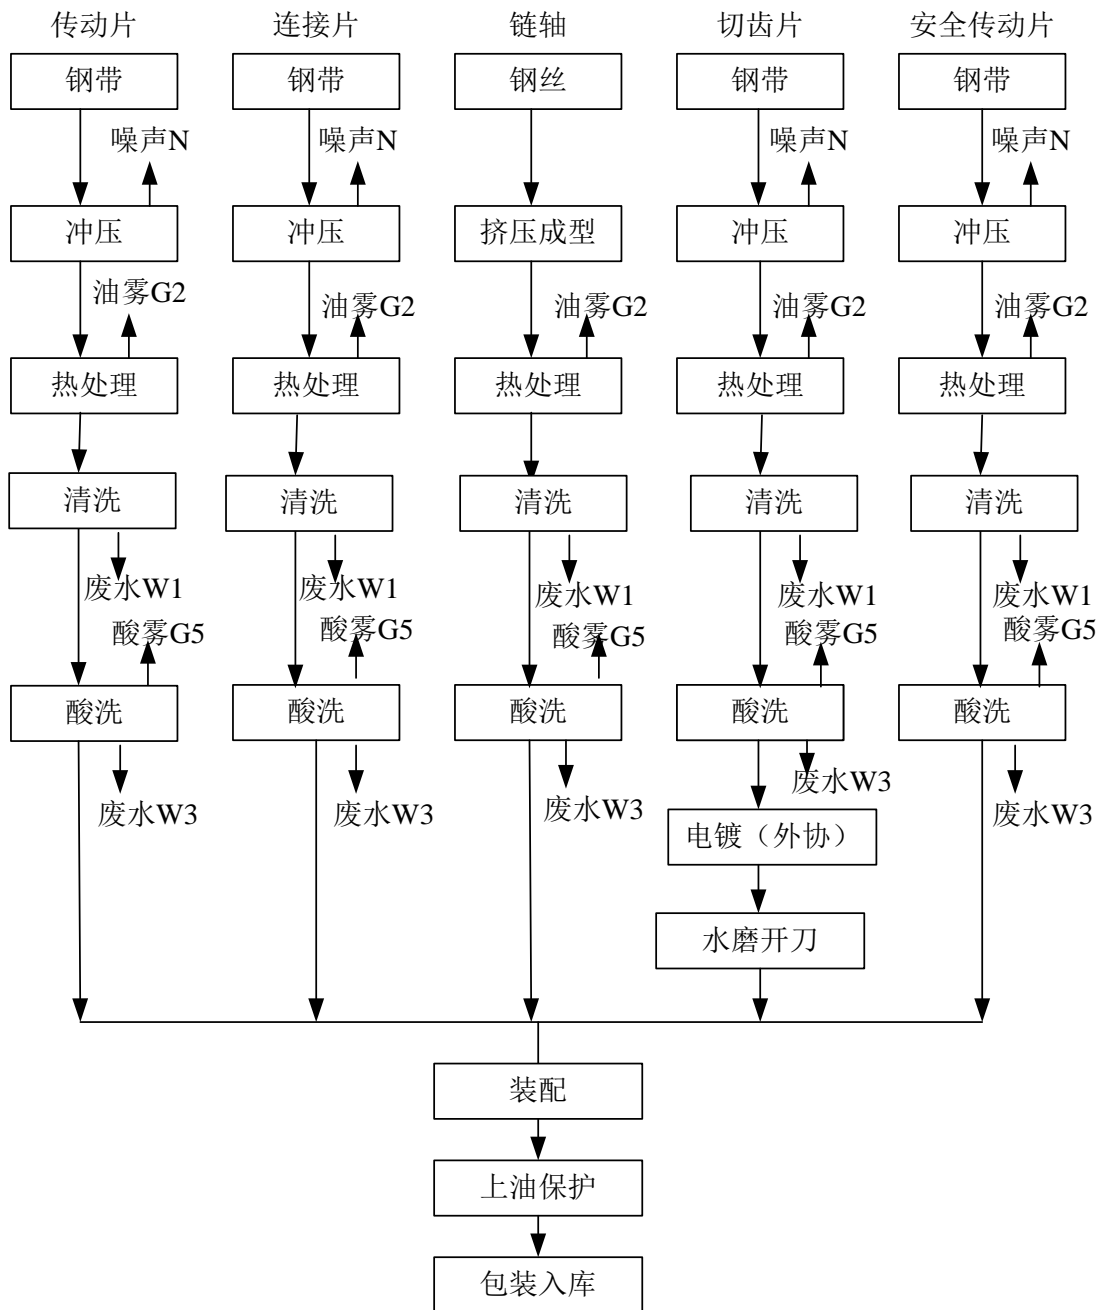 传动片 连接片 链轴 切齿片 安全传动片
钢带 钢带 钢丝 钢带 钢带
噪声N 噪声N 噪声N 噪声N
冲压 冲压 挤压成型 冲压 冲压
油雾G2 油雾G2 油雾G2 油雾G2 油雾G2
热处理 热处理 热处理 热处理 热处理
清洗 清洗 清洗 清洗 清洗
废水W1 废水W1 废水W1 废水W1 废水W1
酸雾G5 酸雾G5 酸雾G5 酸雾G5 酸雾G5
酸洗 酸洗 酸洗 酸洗 酸洗
废水W3 废水W3 废水W3 废水W3 废水W3
电镀（外协）
水磨开刀
装配
上油保护
包装入库